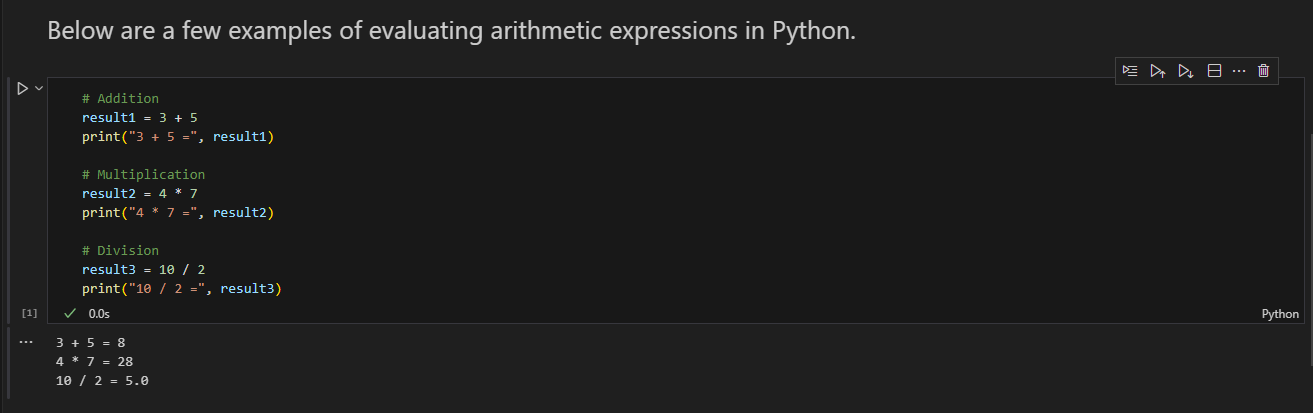 Below are a few examples of evaluating arithmetic expressions in Python.
# Addition
result1 = 3 + 5
print("3 + 5 =", result1)
# Multiplication
result2 = 4 * 7
print("4 * 7 =", result2)
# Division
result3 = 10 / 2
print("10 / 2 =", result3)
[1] 0.0s Python
3 + 5 = 8
4 * 7 = 28
10 / 2 = 5.0